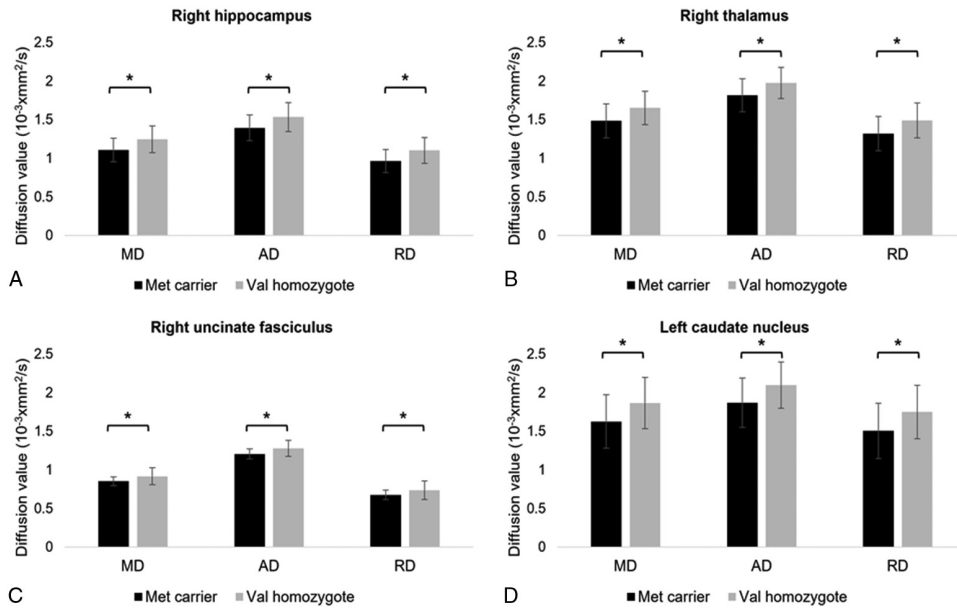 Right hippocampus
Diffusion value (10⁻³xmm²/s)
2.5
2
1.5
1
0.5
0
*
*
*
MD
AD
RD
Met carrier
Val homozygote
A
Right thalamus
Diffusion value (10⁻³xmm²/s)
2.5
2
1.5
1
0.5
0
*
*
*
MD
AD
RD
Met carrier
Val homozygote
B
Right uncinate fasciculus
Diffusion value (10⁻³xmm²/s)
2.5
2
1.5
1
0.5
0
*
*
*
MD
AD
RD
Met carrier
Val homozygote
C
Left caudate nucleus
Diffusion value (10⁻³xmm²/s)
2.5
2
1.5
1
0.5
0
*
*
*
MD
AD
RD
Met carrier
Val homozygote
D